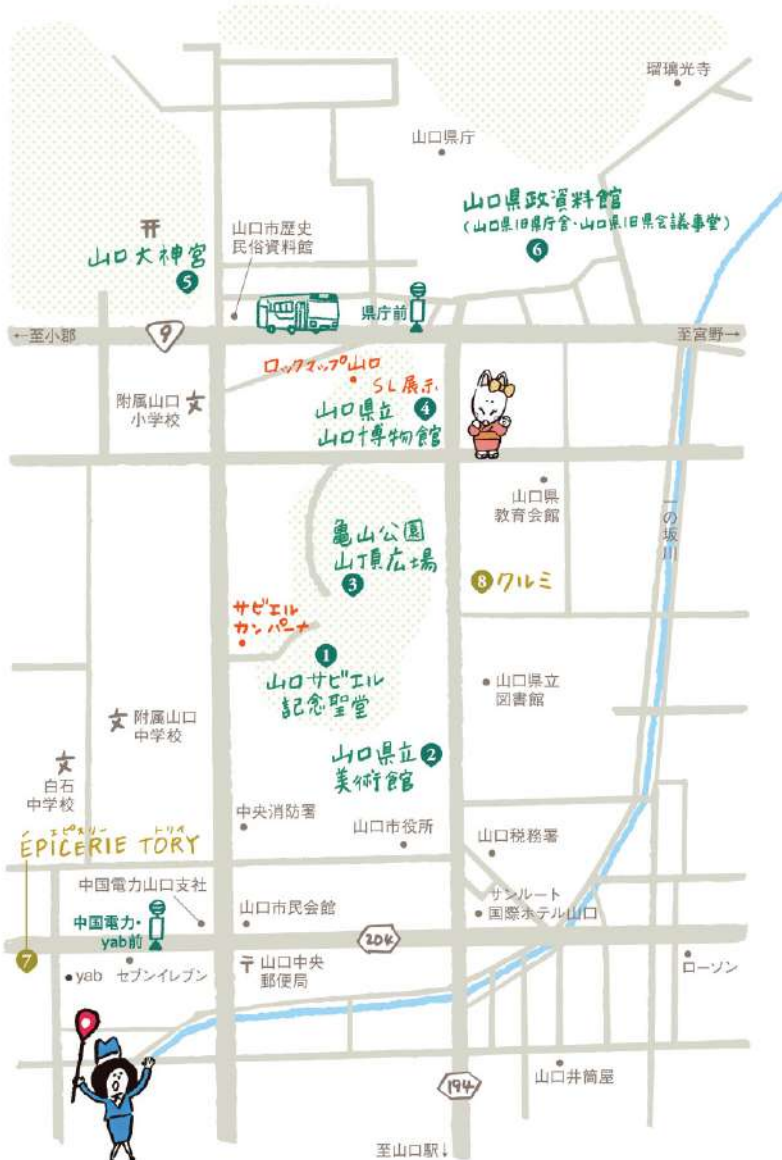 瑠璃光寺
山口県庁
山口県政資料館
(山口県旧県庁舎・山口県旧県会議事堂)
6
山口大神宮
5
山口市歴史
民俗資料館
県庁前
←至小郡
9
至宮野→
ロックマップ山口
SL展示
附属山口
小学校
文
山口県立
山口博物館
4
山口県
教育会館
一の坂川
亀山公園
山頂広場
3
8
クルミ
サビエル
カンパーナ
1
山口サビエル
記念聖堂
山口県立
図書館
文
附属山口
中学校
山口県立
美術館
2
文
白石
中学校
中央消防署
山口市役所
山口税務署
エピスリー トリイ
ÉPICERIE TORY
中国電力山口支社
山口市民会館
サンルート
国際ホテル山口
中国電力・
yab前
204
7
yab
セブンイレブン
〒山口中央
郵便局
ローソン
194
山口井筒屋
至山口駅↓